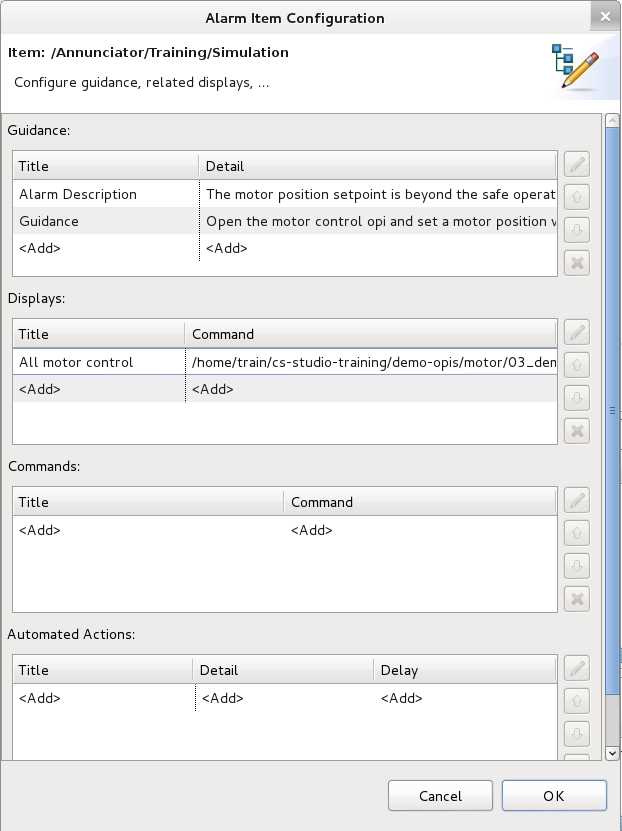 Alarm Item Configuration
Item: /Annunciator/Training/Simulation
Configure guidance, related displays, ...
Guidance:
Title Detail
Alarm Description The motor position setpoint is beyond the safe operat
Guidance Open the motor control opi and set a motor position v
<Add> <Add>
Displays:
Title Command
All motor control /home/train/cs-studio-training/demo-opis/motor/03_den
<Add> <Add>
Commands:
Title Command
<Add> <Add>
Automated Actions:
Title Detail Delay
<Add> <Add> <Add>
Cancel OK